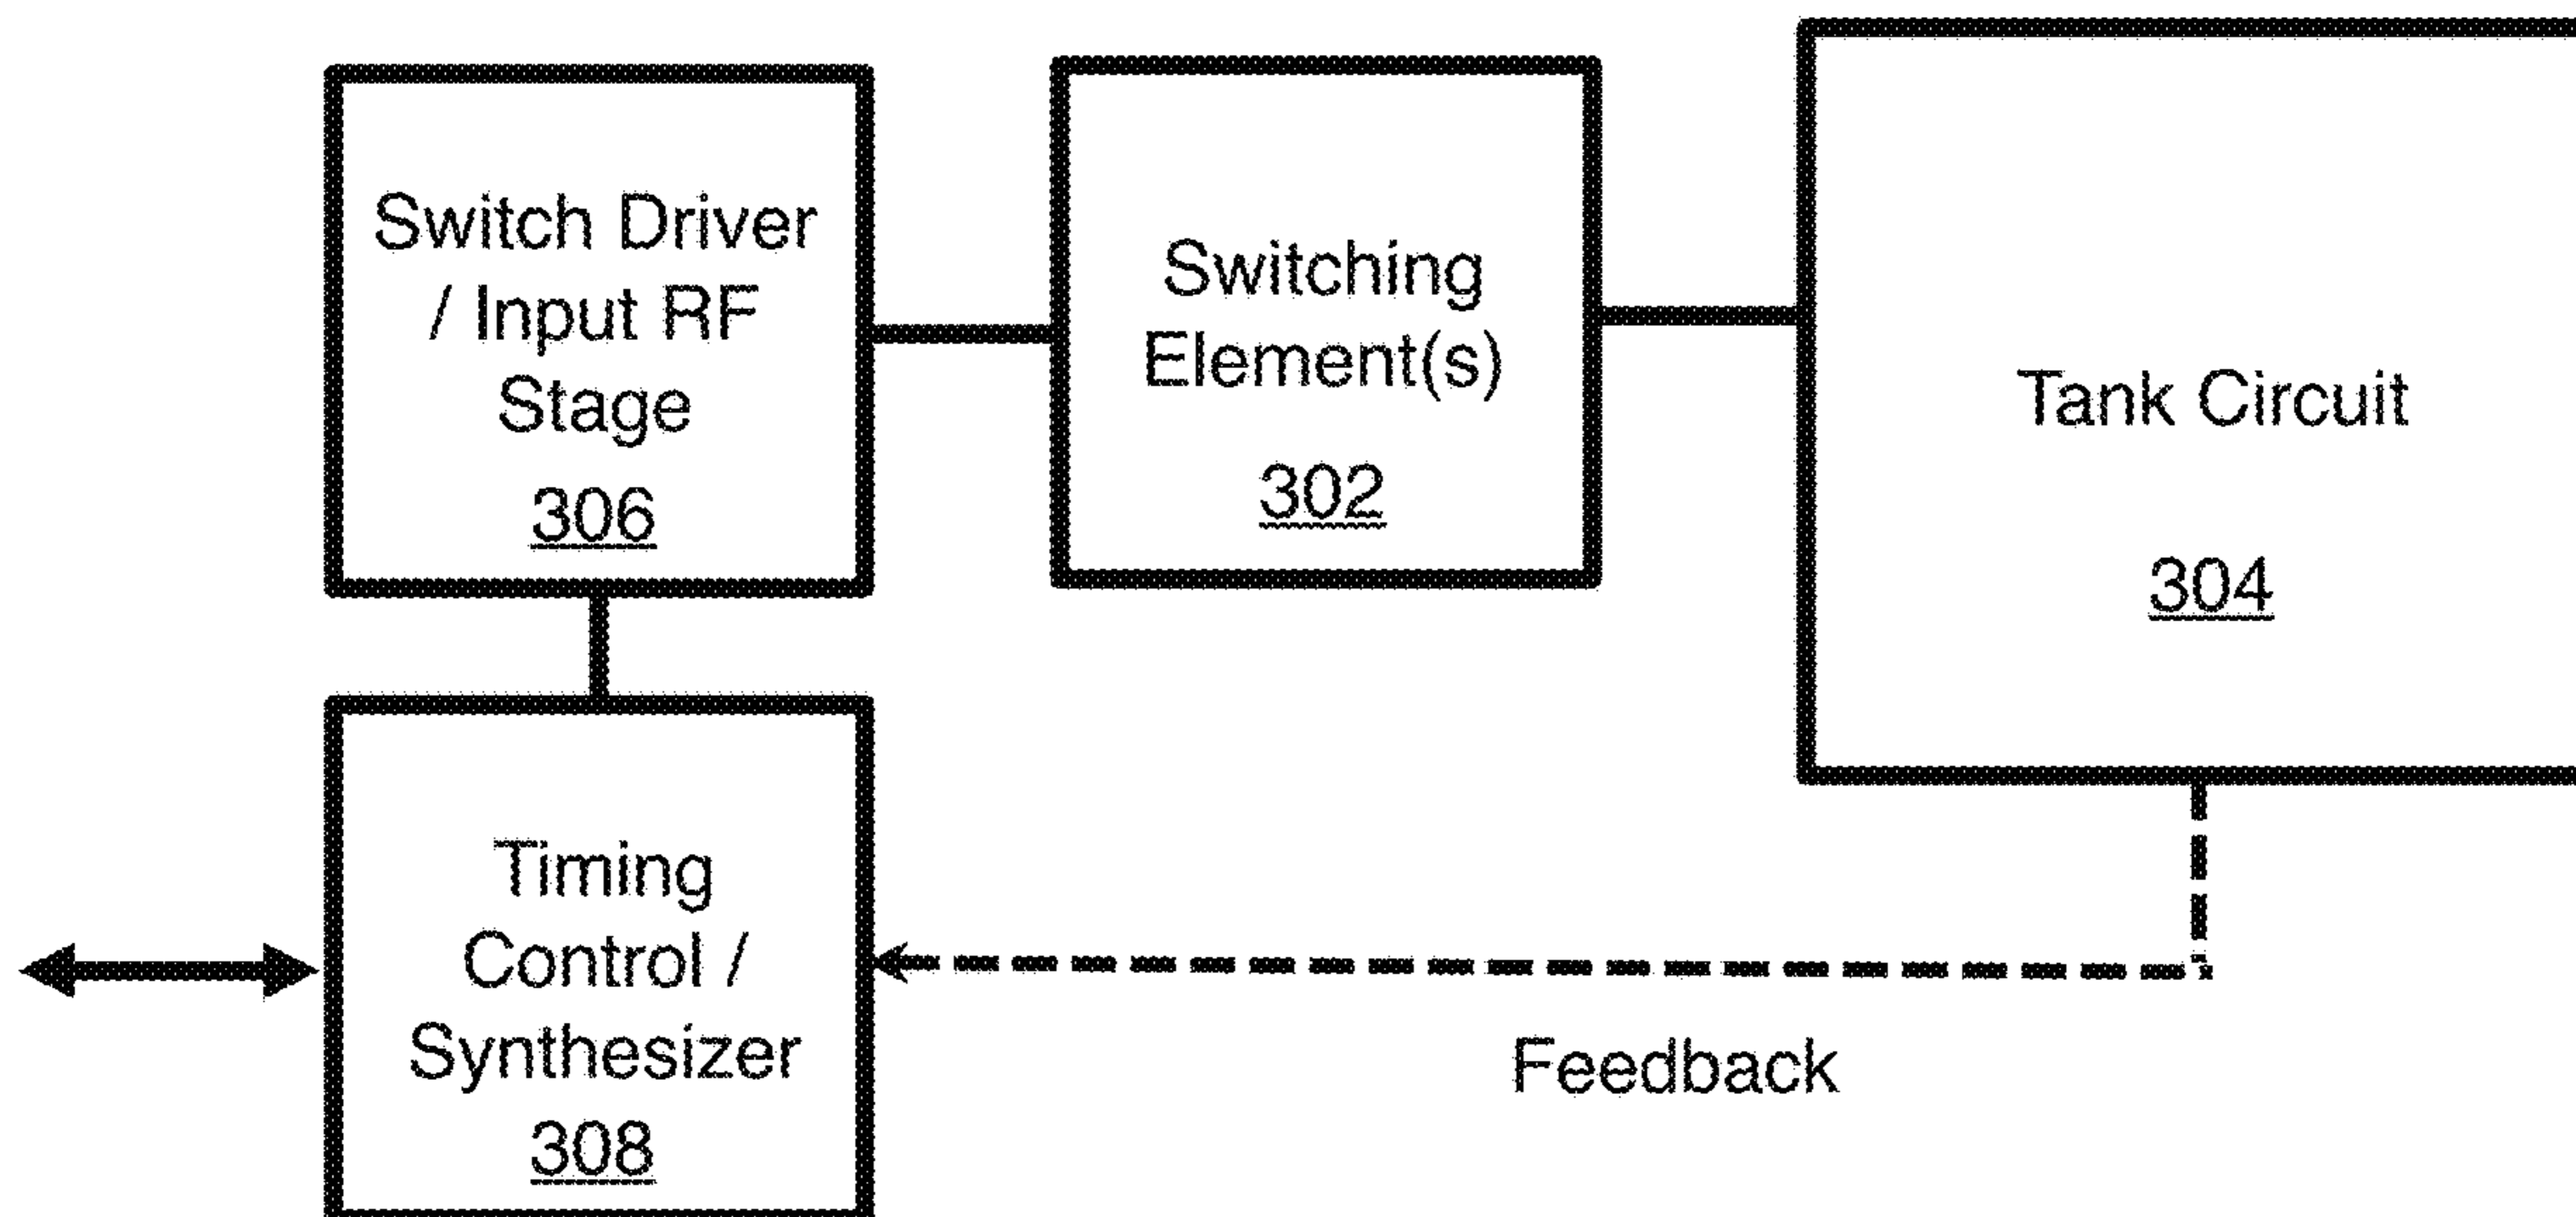 Switch Driver
/ Input RF
Stage
306
Switching
Element(s)
302
Tank Circuit
304
Timing
Control /
Synthesizer
308
Feedback